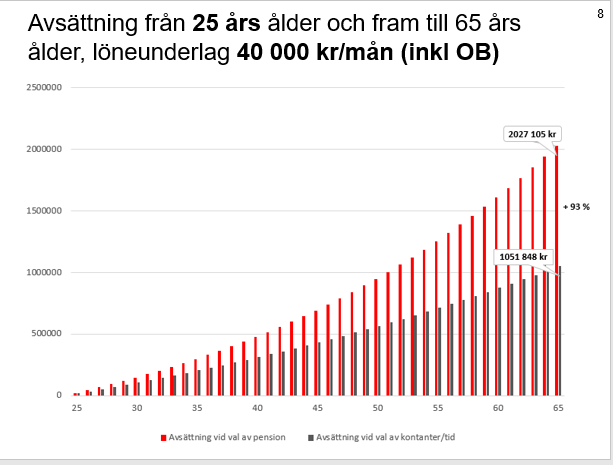 8
Avsättning från 25 års ålder och fram till 65 års
ålder, löneunderlag 40 000 kr/mån (inkl OB)
2500000
2000000
1500000
1000000
500000
0
2027 105 kr
+ 93 %
1051 848 kr
25 30 35 40 45 50 55 60 65
Avsättning vid val av pension Avsättning vid val av kontanter/tid